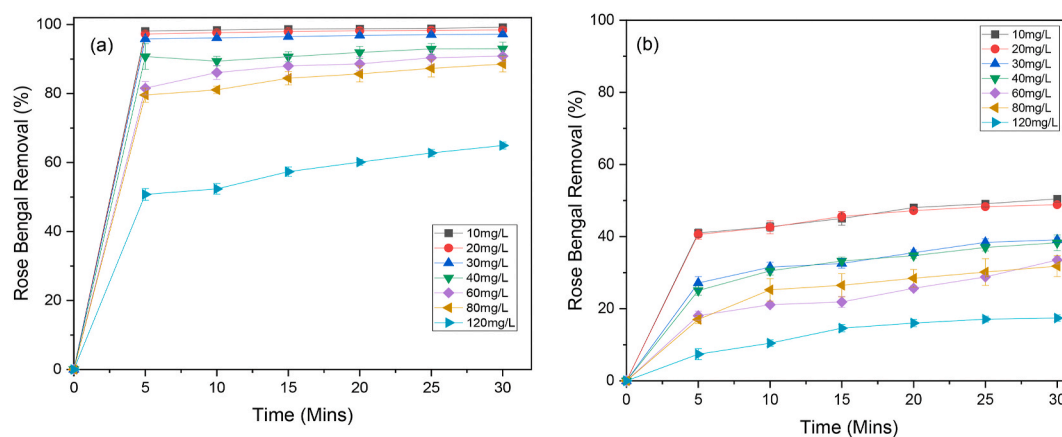 (a)
Rose Bengal Removal (%)
100
80
60
40
20
0
10mg/L
20mg/L
30mg/L
40mg/L
60mg/L
80mg/L
120mg/L
0 5 10 15 20 25 30
Time (Mins)
(b)
Rose Bengal Removal (%)
100
80
60
40
20
0
10mg/L
20mg/L
30mg/L
40mg/L
60mg/L
80mg/L
120mg/L
0 5 10 15 20 25 30
Time (Mins)